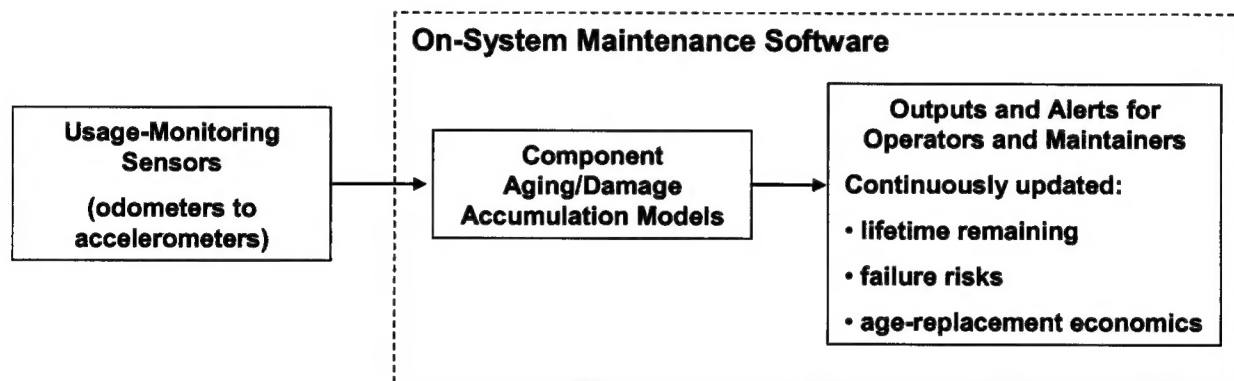 On-System Maintenance Software
Usage-Monitoring
Sensors
(odometers to
accelerometers)
Component
Aging/Damage
Accumulation Models
Outputs and Alerts for
Operators and Maintainers
Continuously updated:
• lifetime remaining
• failure risks
• age-replacement economics